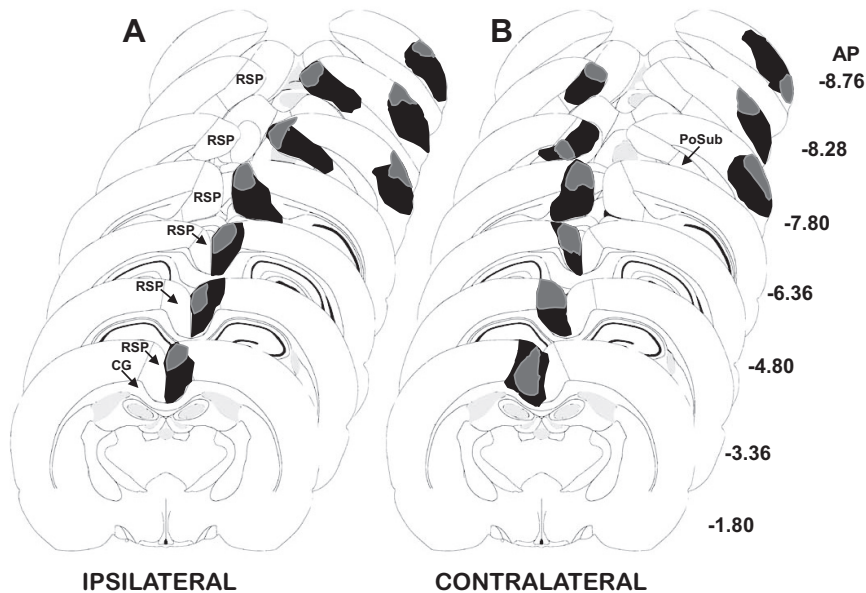 A
B
AP
RSP
-8.76
RSP
PoSub
-8.28
RSP
-7.80
RSP
-6.36
RSP
-4.80
RSP
CG
-3.36
-1.80
IPSILATERAL
CONTRALATERAL